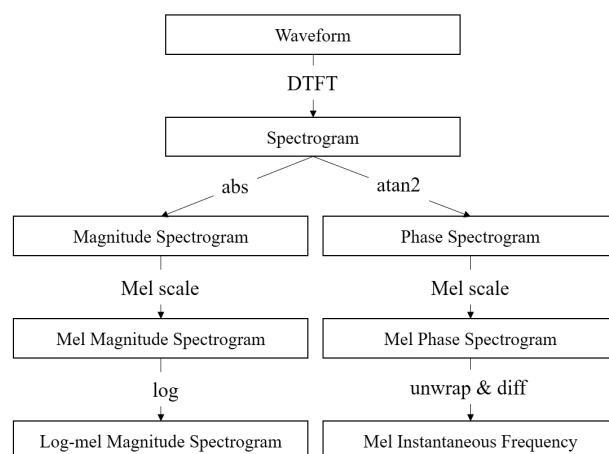 Waveform
DTFT
Spectrogram
abs
atan2
Magnitude Spectrogram
Phase Spectrogram
Mel scale
Mel scale
Mel Magnitude Spectrogram
Mel Phase Spectrogram
log
unwrap & diff
Log-mel Magnitude Spectrogram
Mel Instantaneous Frequency